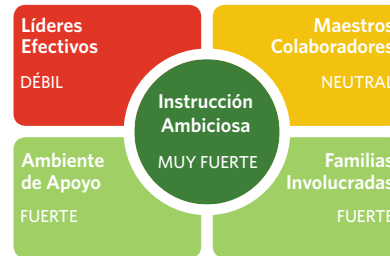 Líderes
Efectivos
DÉBIL
Maestros
Colaboradores
NEUTRAL
Instrucción
Ambiciosa
MUY FUERTE
Ambiente
de Apoyo
FUERTE
Familias
Involucradas
FUERTE